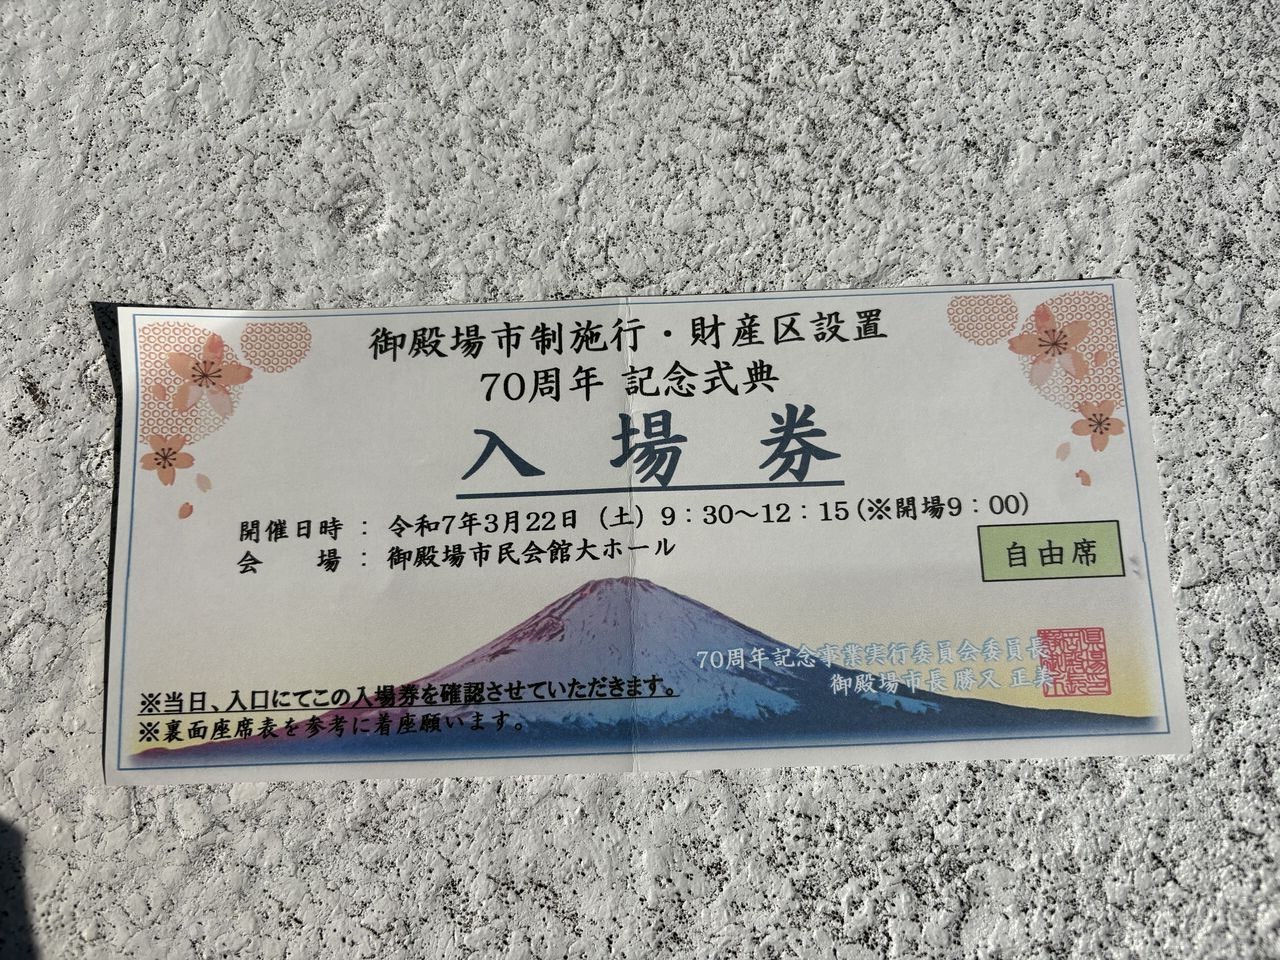 御殿場市制施行・財産区設置
70周年 記念式典
入場券
開催日時 ： 令和7年3月22日（土）9：30～12：15（※開場9：00）
会　　場 ： 御殿場市民会館大ホール
自由席
70周年記念事業実行委員会委員長
御殿場市長 勝又 正美
※当日、入口にてこの入場券を確認させていただきます。
※裏面座席表を参考に着座願います。